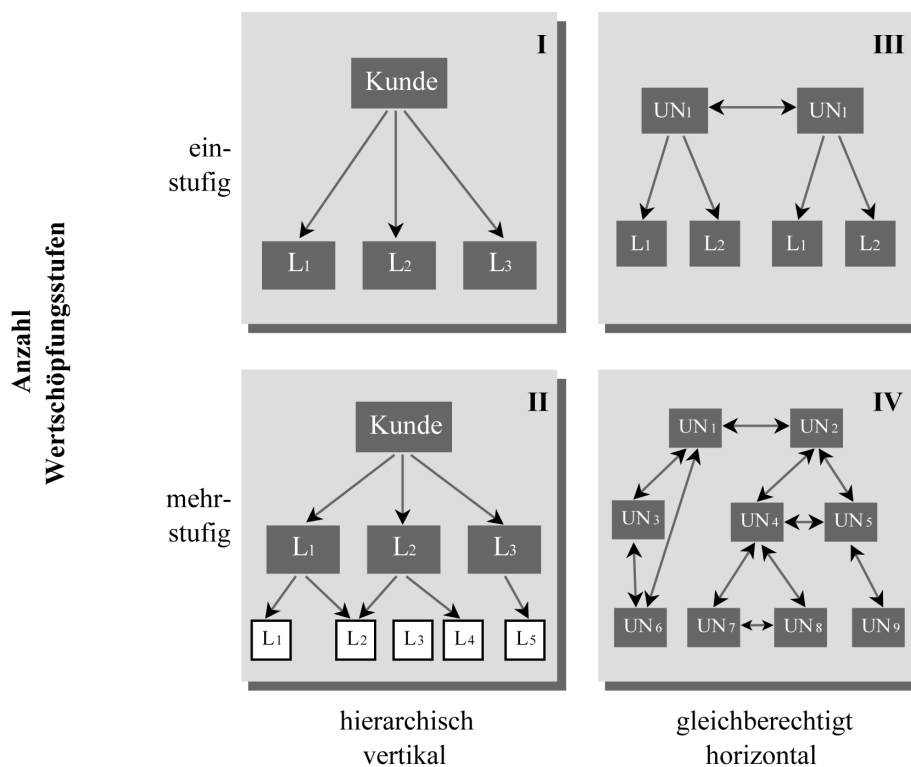 Anzahl
Wertschöpfungsstufen
ein-
stufig
I
Kunde
L1
L2
L3
III
UN1
UN1
L1
L2
L1
L2
mehr-
stufig
II
Kunde
L1
L2
L3
L1
L2
L3
L4
L5
IV
UN1
UN2
UN3
UN4
UN5
UN6
UN7
UN8
UN9
hierarchisch
vertikal
gleichberechtigt
horizontal